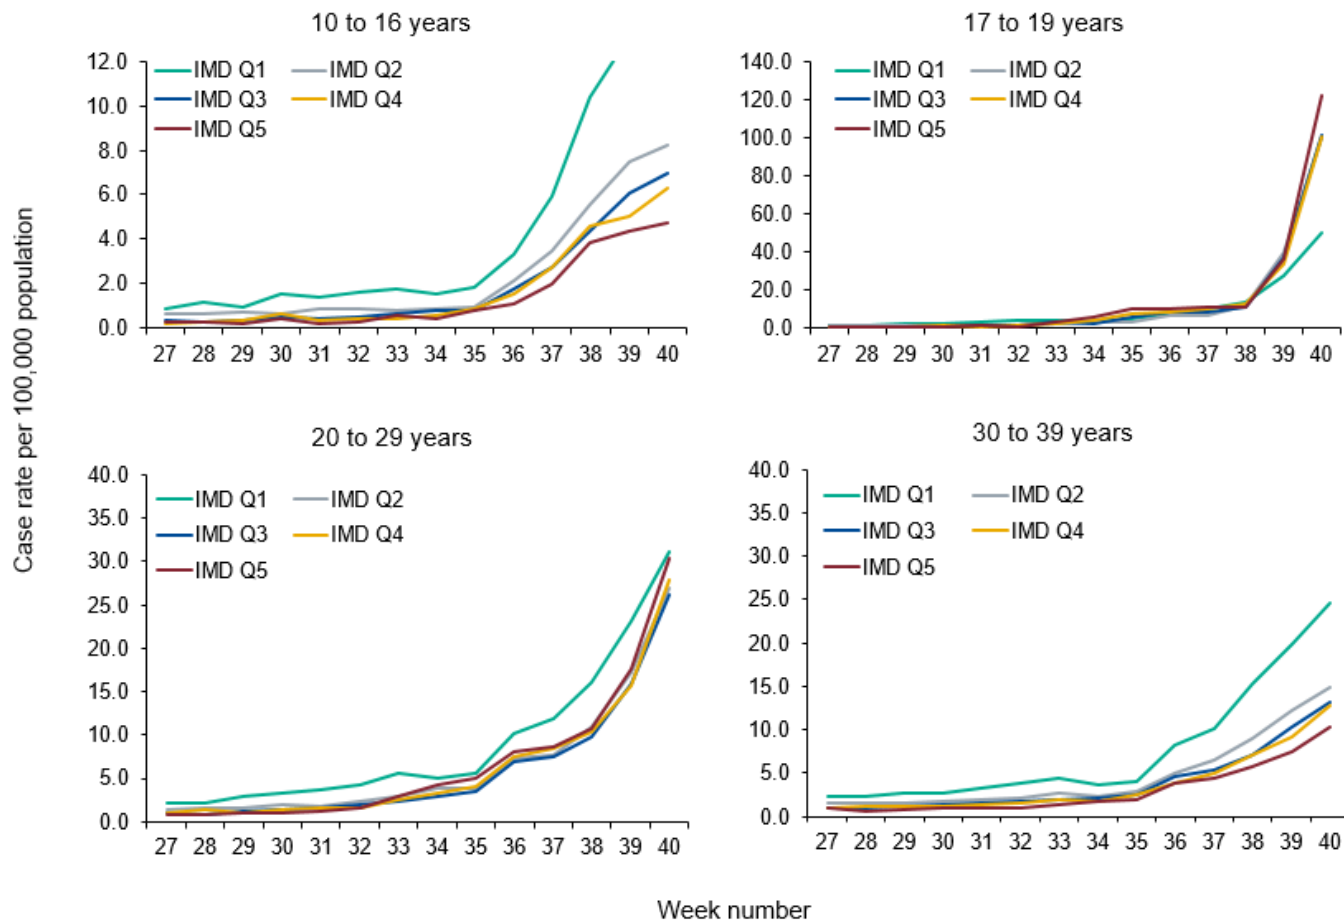 10 to 16 years
12.0
10.0
8.0
6.0
4.0
2.0
0.0
IMD Q1 IMD Q2
IMD Q3 IMD Q4
IMD Q5
27 28 29 30 31 32 33 34 35 36 37 38 39 40
17 to 19 years
140.0
120.0
100.0
80.0
60.0
40.0
20.0
0.0
IMD Q1 IMD Q2
IMD Q3 IMD Q4
IMD Q5
27 28 29 30 31 32 33 34 35 36 37 38 39 40
Case rate per 100,000 population
20 to 29 years
40.0
35.0
30.0
25.0
20.0
15.0
10.0
5.0
0.0
IMD Q1 IMD Q2
IMD Q3 IMD Q4
IMD Q5
27 28 29 30 31 32 33 34 35 36 37 38 39 40
30 to 39 years
40.0
35.0
30.0
25.0
20.0
15.0
10.0
5.0
0.0
IMD Q1 IMD Q2
IMD Q3 IMD Q4
IMD Q5
27 28 29 30 31 32 33 34 35 36 37 38 39 40
Week number